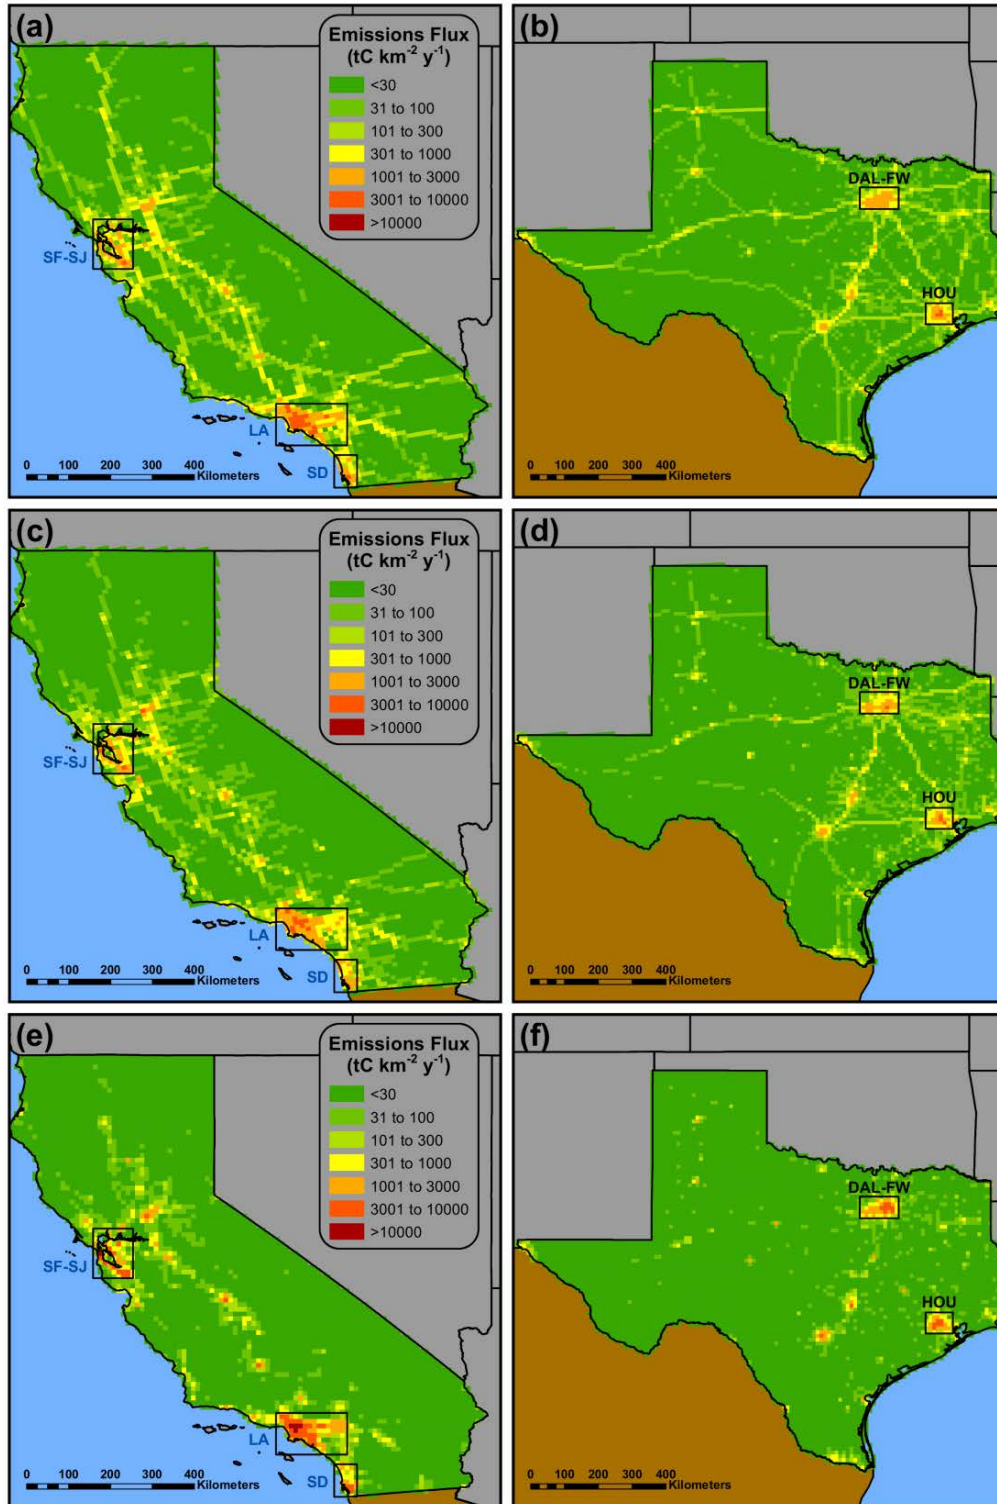 (a)
Emissions Flux
(tC km⁻² y⁻¹)
<30
31 to 100
101 to 300
301 to 1000
1001 to 3000
3001 to 10000
>10000
SF-SJ
LA
SD
0 100 200 300 400
Kilometers
(b)
DAL-FW
HOU
0 100 200 300 400
Kilometers
(c)
Emissions Flux
(tC km⁻² y⁻¹)
<30
31 to 100
101 to 300
301 to 1000
1001 to 3000
3001 to 10000
>10000
SF-SJ
LA
SD
0 100 200 300 400
Kilometers
(d)
DAL-FW
HOU
0 100 200 300 400
Kilometers
(e)
Emissions Flux
(tC km⁻² y⁻¹)
<30
31 to 100
101 to 300
301 to 1000
1001 to 3000
3001 to 10000
>10000
SF-SJ
LA
SD
0 100 200 300 400
Kilometers
(f)
DAL-FW
HOU
0 100 200 300 400
Kilometers